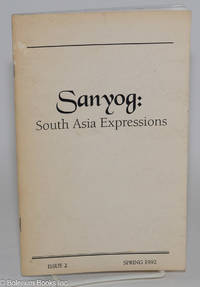 Sanyog:
South Asia Expressions
ISSUE 2 SPRING 1992
© Bolerium Books Inc.